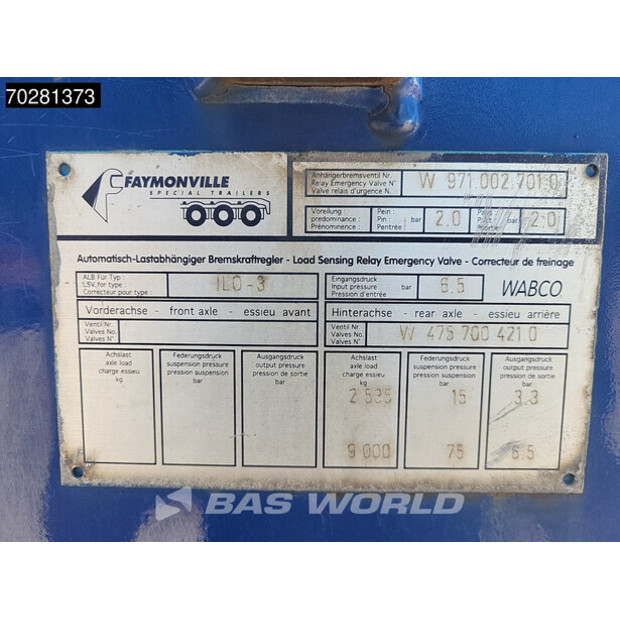 70281373
FAYMONVILLE
SPECIAL TRAILERS
Anhängerbremsventil Nr.
Relay Emergency Valve N°
Valve relais d'urgence N.
W 971 002 701 0
Voreilung :
predominance :
Prénominence :
Pein :
Pin :
Pentrée :
bar
2.0
bar
2.0
Automatisch-Lastabhängiger Bremskraftregler - Load Sensing Relay Emergency Valve - Correcteur de freinage
ALB Für Typ :
LSV, for type :
Correcteur pour type :
ILO-3
Eingangsdruck
Input pressure
Pression d'entrée
bar
6.5
WABCO
Vorderachse - front axle - essieu avant
Hinterachse - rear axle - essieu arrière
Ventil Nr.
Valves No.
Valves N°
Ventil Nr.
Valves No.
Valves N°
W 475 700 421 0
Achslast
axle load
charge essieu
kg
Federungsdruck
suspension pressure
pression suspension
bar
Ausgangsdruck
output pressure
pression de sortie
bar
Achslast
axle load
charge essieu
kg
Federungsdruck
suspension pressure
pression suspension
bar
Ausgangsdruck
output pressure
pression de sortie
bar
2 535 15 3.3
9 000 75 6.5
BAS WORLD